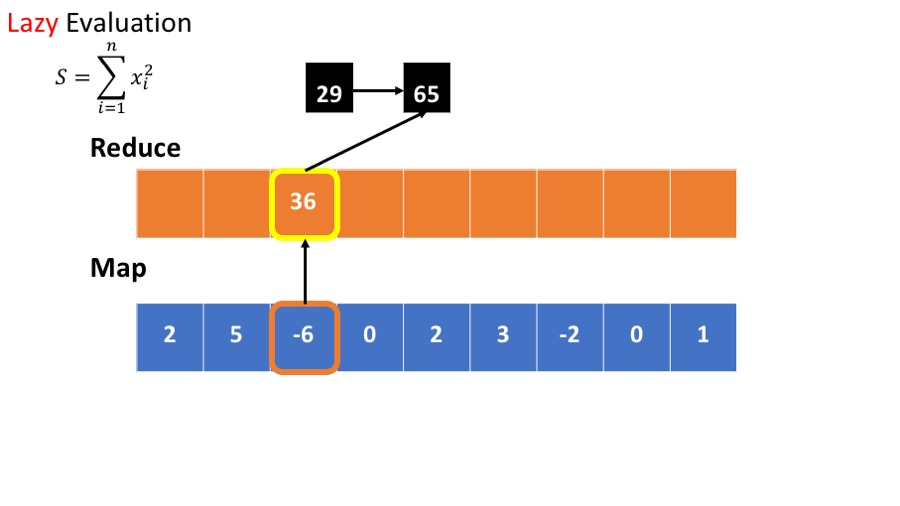 Lazy Evaluation
S = \sum_{i=1}^{n} x_i^2
29 65
Reduce
36
Map
2 5 -6 0 2 3 -2 0 1